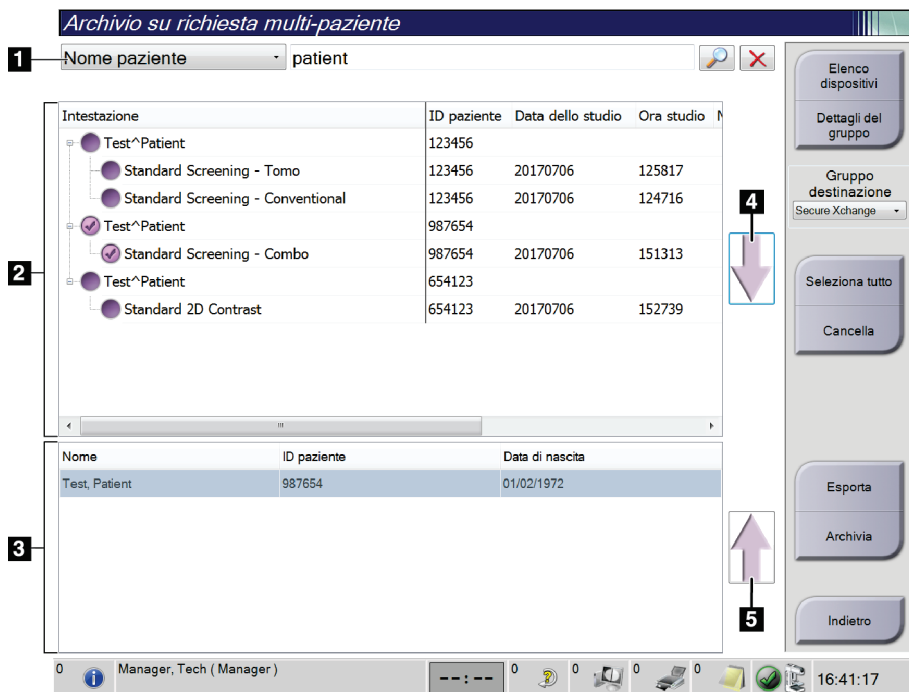 Archivio su richiesta multi-paziente
1
Nome paziente
patient
Elenco
dispositivi
Dettagli del
gruppo
Gruppo
destinazione
Secure Xchange
Seleziona tutto
Cancella
Esporta
Archivia
Indietro
2
Intestazione ID paziente Data dello studio Ora studio
Test^Patient 123456
Standard Screening - Tomo 123456 20170706 125817
Standard Screening - Conventional 123456 20170706 124716
Test^Patient 987654
Standard Screening - Combo 987654 20170706 151313
Test^Patient 654123
Standard 2D Contrast 654123 20170706 152739
4
3
Nome ID paziente Data di nascita
Test, Patient 987654 01/02/1972
5
0 Manager, Tech ( Manager ) --:-- 0 0 0 0 16:41:17